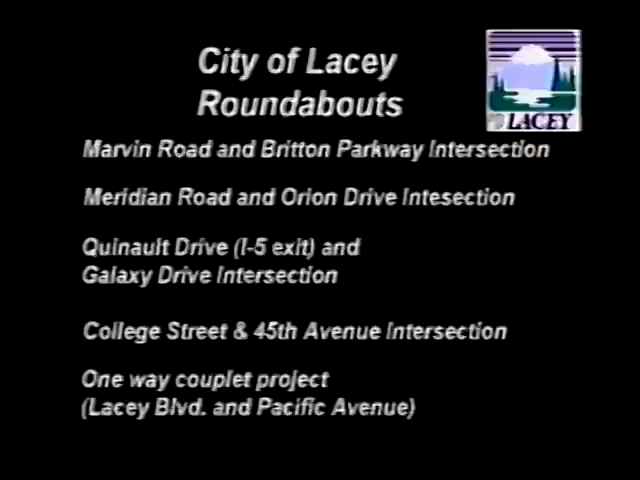 City of Lacey
Roundabouts
LACEY
Marvin Road and Britton Parkway Intersection
Meridian Road and Orion Drive Intesection
Quinault Drive (I-5 exit) and
Galaxy Drive Intersection
College Street & 45th Avenue Intersection
One way couplet project
(Lacey Blvd. and Pacific Avenue)